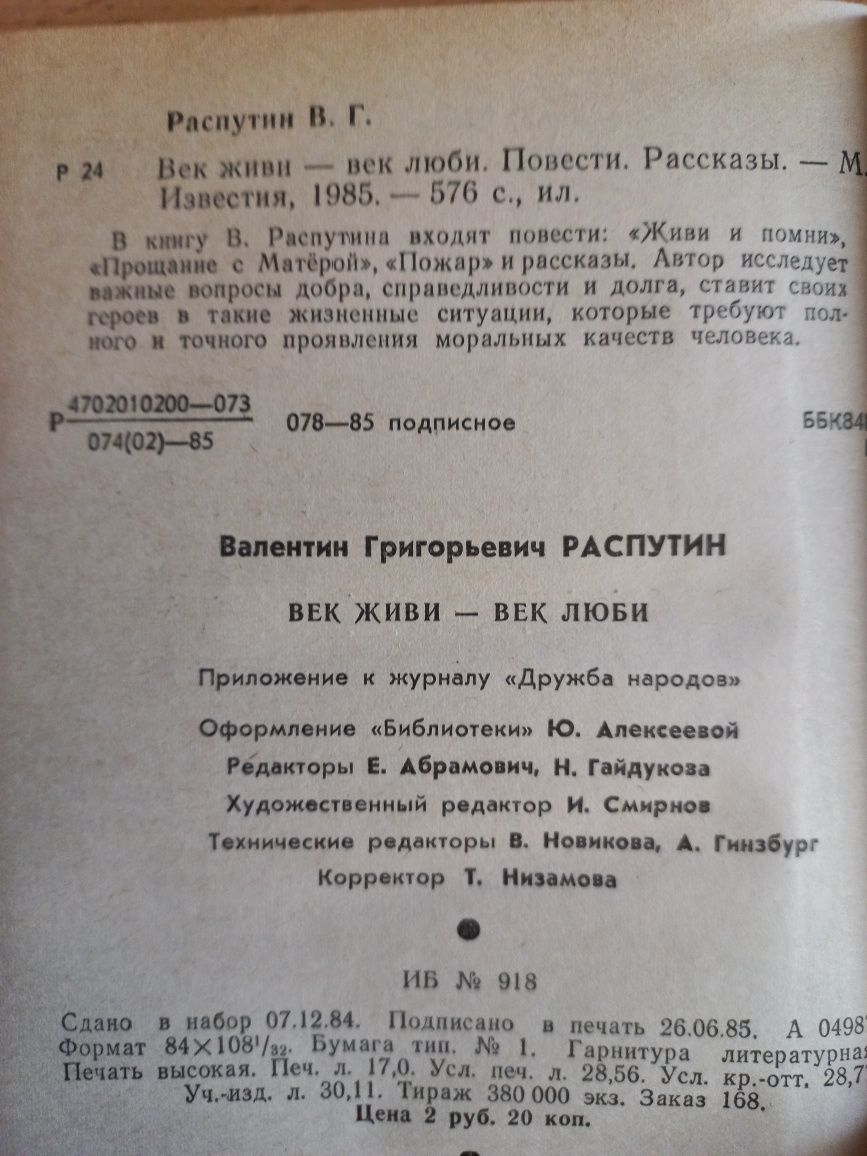 Распутин В. Г.
Р 24 Век живи — век люби. Повести. Рассказы. — М.
Известия, 1985. — 576 с., ил.
В книгу В. Распутина входят повести: «Живи и помни»,
«Прощание с Матёрой», «Пожар» и рассказы. Автор исследует
важные вопросы добра, справедливости и долга, ставит своих
героев в такие жизненные ситуации, которые требуют пол-
ного и точного проявления моральных качеств человека.
4702010200—073
Р 078—85 подписное ББК84
074(02)—85
Валентин Григорьевич РАСПУТИН
ВЕК ЖИВИ — ВЕК ЛЮБИ
Приложение к журналу «Дружба народов»
Оформление «Библиотеки» Ю. Алексеевой
Редакторы Е. Абрамович, Н. Гайдукова
Художественный редактор И. Смирнов
Технические редакторы В. Новикова, А. Гинзбург
Корректор Т. Низамова
ИБ № 918
Сдано в набор 07.12.84. Подписано в печать 26.06.85. А 0498
Формат 84×108¹/₃₂. Бумага тип. № 1. Гарнитура литературная
Печать высокая. Печ. л. 17,0. Усл. печ. л. 28,56. Усл. кр.-отт. 28,7
Уч.-изд. л. 30,11. Тираж 380 000 экз. Заказ 168.
Цена 2 руб. 20 коп.